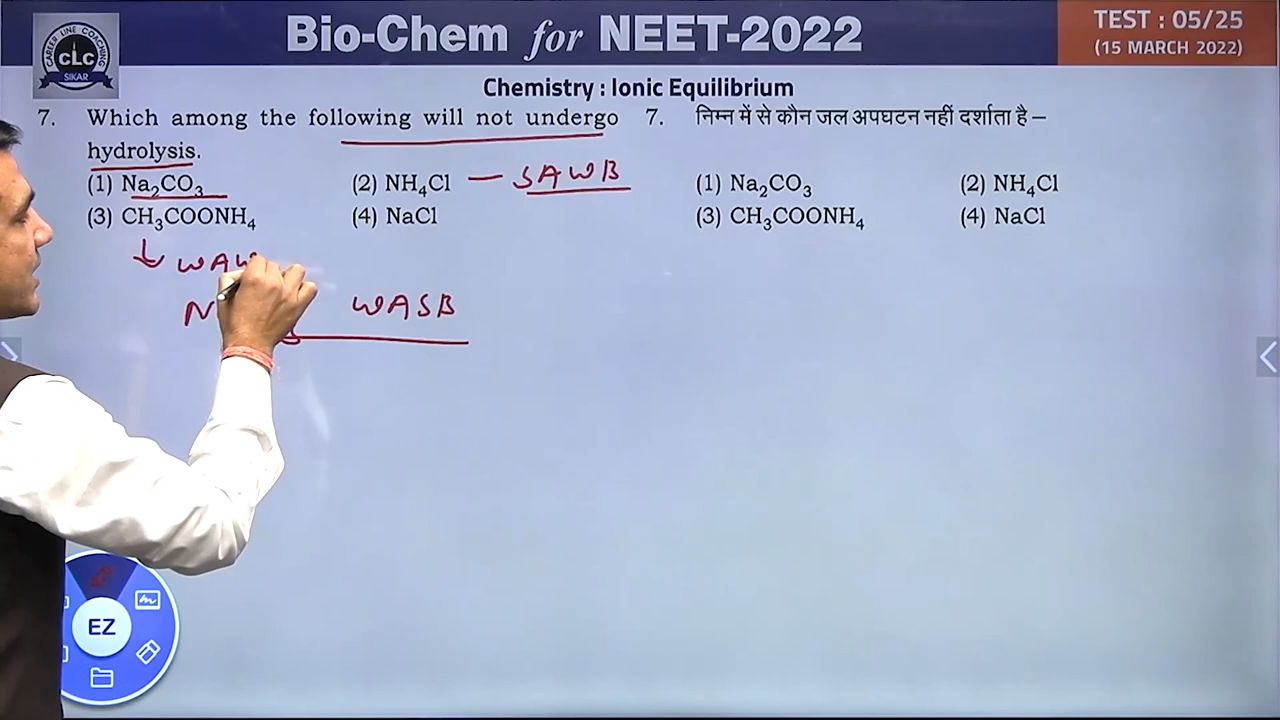 CAREER LINE COACHING
CLC
SIKAR
Bio-Chem for NEET-2022
TEST : 05/25
(15 MARCH 2022)
Chemistry : Ionic Equilibrium
7. Which among the following will not undergo hydrolysis.
(1) Na₂CO₃ (2) NH₄Cl — SAWB
(3) CH₃COONH₄ (4) NaCl
WAW
N WASB
7. निम्न में से कौन जल अपघटन नहीं दर्शाता है –
(1) Na₂CO₃ (2) NH₄Cl
(3) CH₃COONH₄ (4) NaCl
EZ